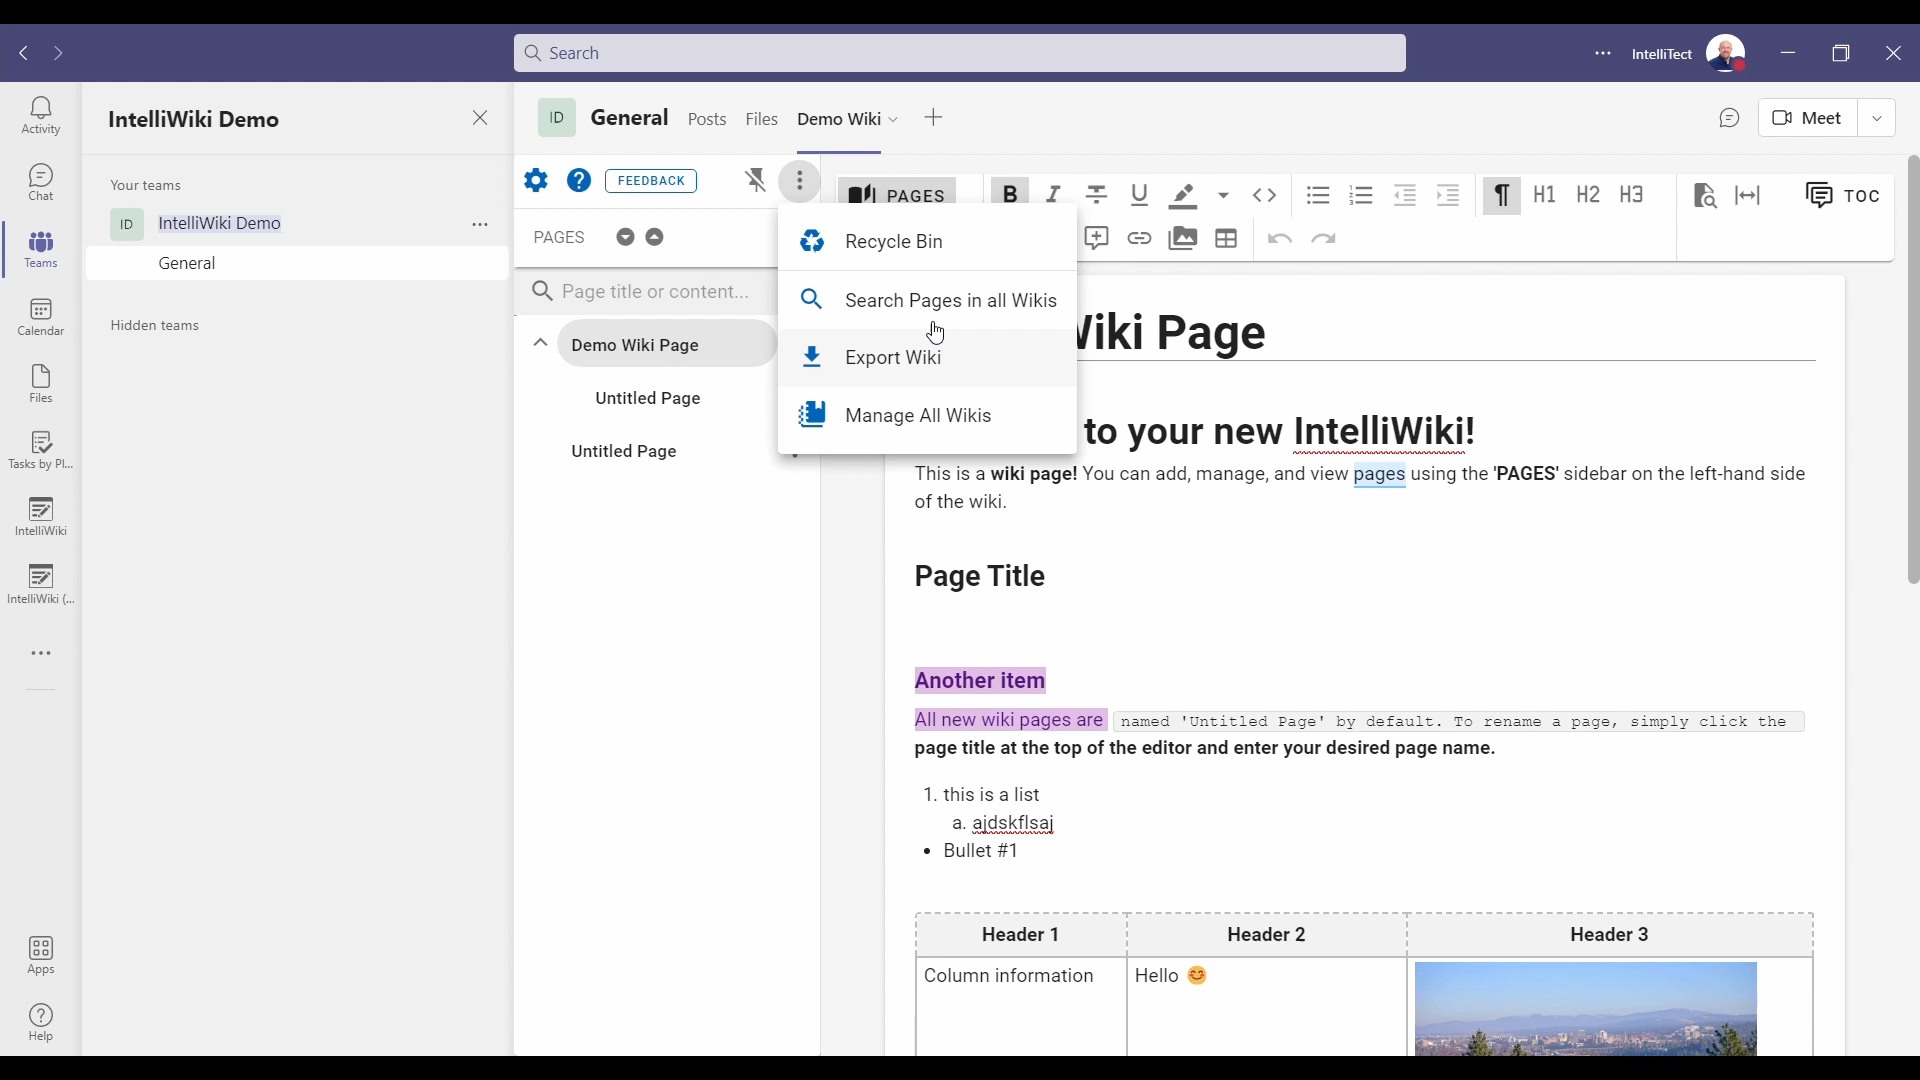 Search
IntelliTect
IntelliWiki Demo
ID General Posts Files Demo Wiki
Meet
Activity
Chat
Teams
Calendar
Files
Tasks by Pl...
IntelliWiki
IntelliWiki (...
Apps
Help
Your teams
ID IntelliWiki Demo
General
Hidden teams
FEEDBACK
PAGES
Page title or content...
Demo Wiki Page
Untitled Page
Untitled Page
PAGES B I S U H1 H2 H3 TOC
Recycle Bin
Search Pages in all Wikis
Export Wiki
Manage All Wikis
Wiki Page
to your new IntelliWiki!
This is a wiki page! You can add, manage, and view pages using the 'PAGES' sidebar on the left-hand side
of the wiki.
Page Title
Another item
All new wiki pages are named 'Untitled Page' by default. To rename a page, simply click the
page title at the top of the editor and enter your desired page name.
1. this is a list
a. ajdskflsaj
• Bullet #1
Header 1 Header 2 Header 3
Column information Hello 😊